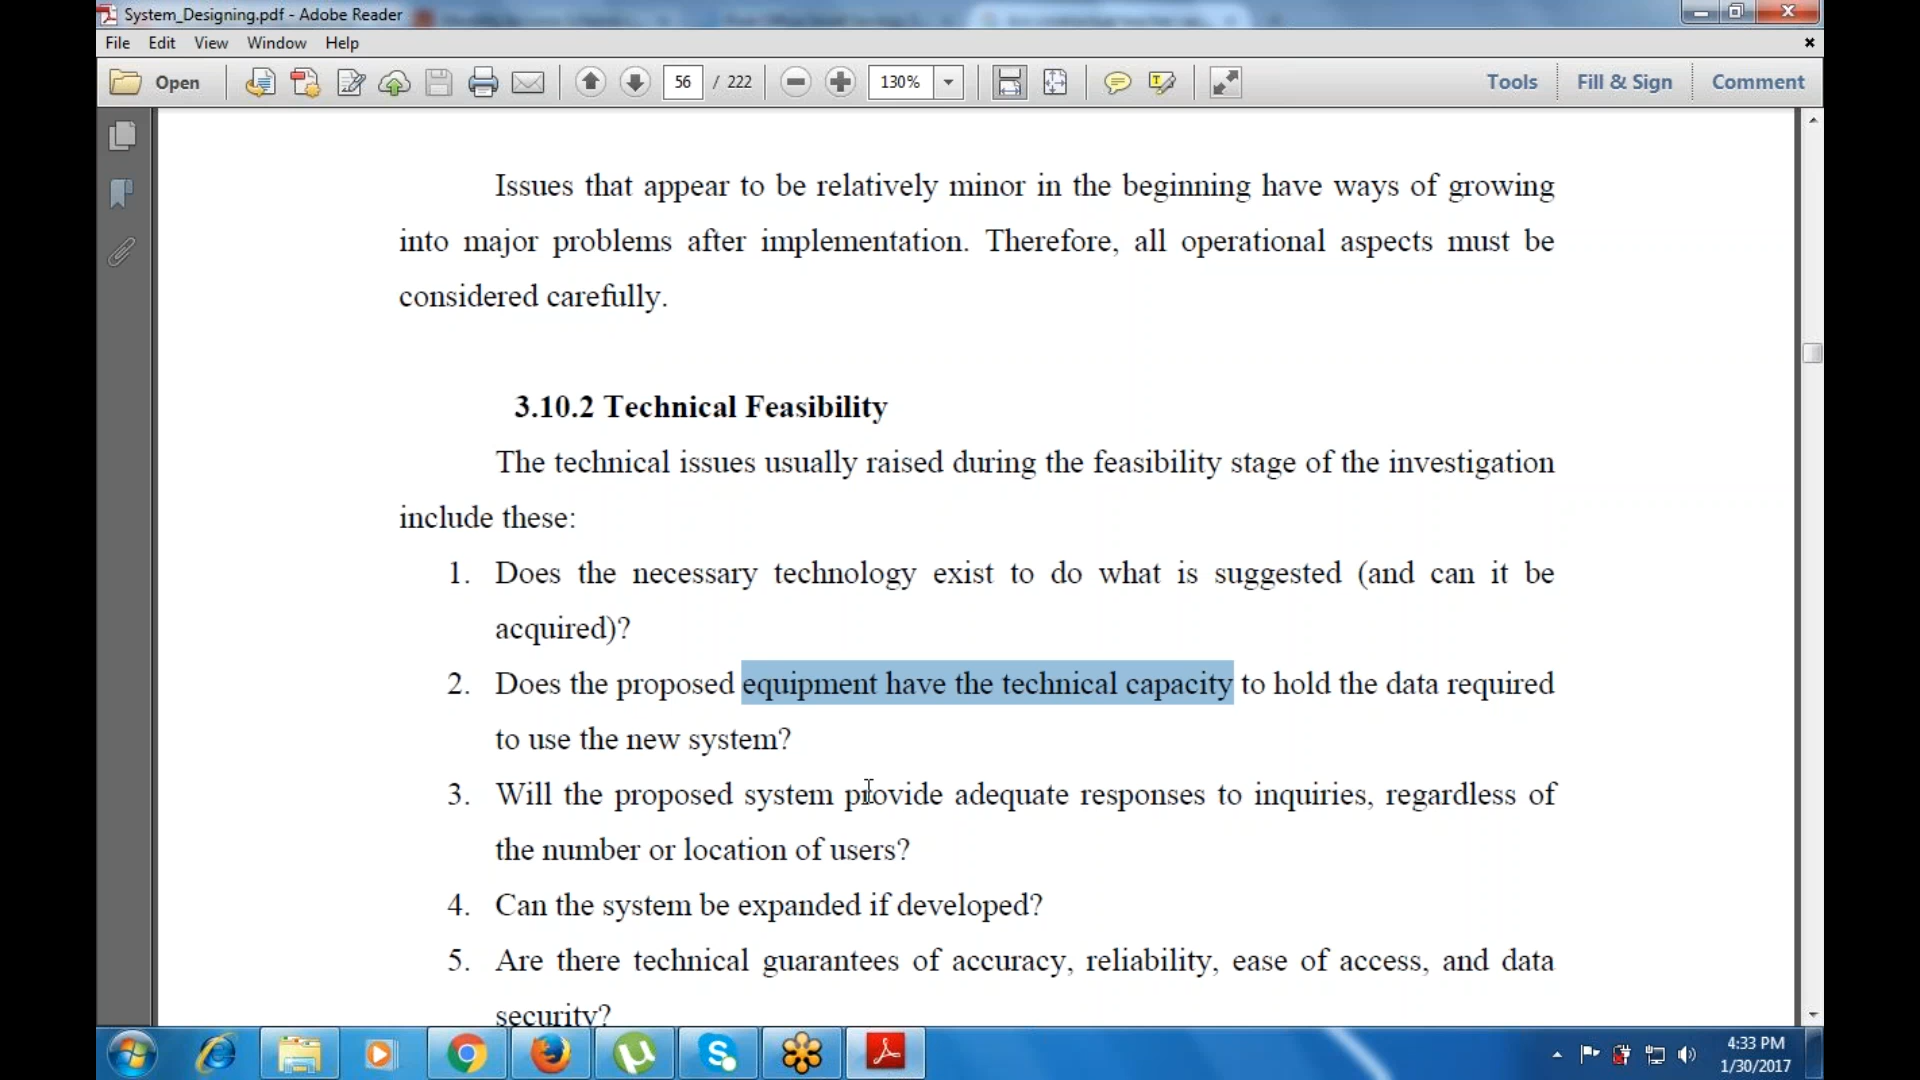 System_Designing.pdf - Adobe Reader
File Edit View Window Help
Open 56 / 222 130% Tools Fill & Sign Comment
Issues that appear to be relatively minor in the beginning have ways of growing
into major problems after implementation. Therefore, all operational aspects must be
considered carefully.
3.10.2 Technical Feasibility
The technical issues usually raised during the feasibility stage of the investigation
include these:
1. Does the necessary technology exist to do what is suggested (and can it be
acquired)?
2. Does the proposed equipment have the technical capacity to hold the data required
to use the new system?
3. Will the proposed system provide adequate responses to inquiries, regardless of
the number or location of users?
4. Can the system be expanded if developed?
5. Are there technical guarantees of accuracy, reliability, ease of access, and data
security?
4:33 PM
1/30/2017